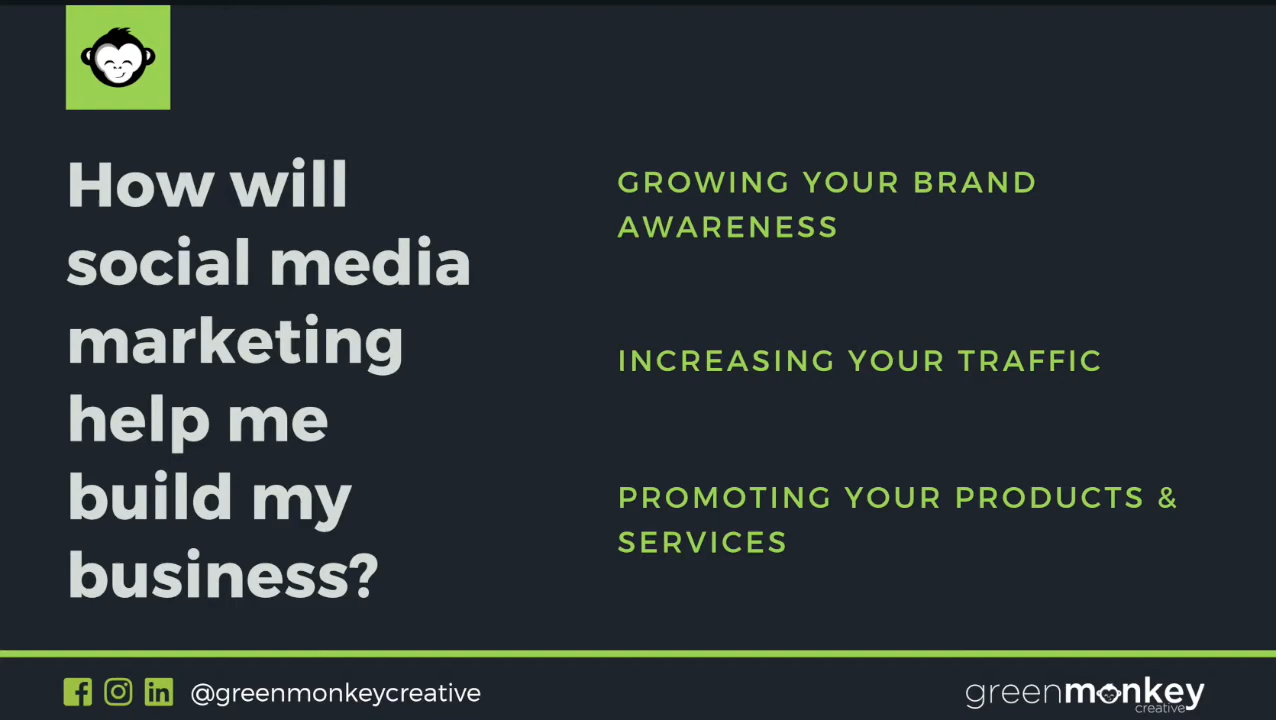 How will
social media
marketing
help me
build my
business?
GROWING YOUR BRAND
AWARENESS
INCREASING YOUR TRAFFIC
PROMOTING YOUR PRODUCTS &
SERVICES
@greenmonkeycreative
greenmonkey
creative